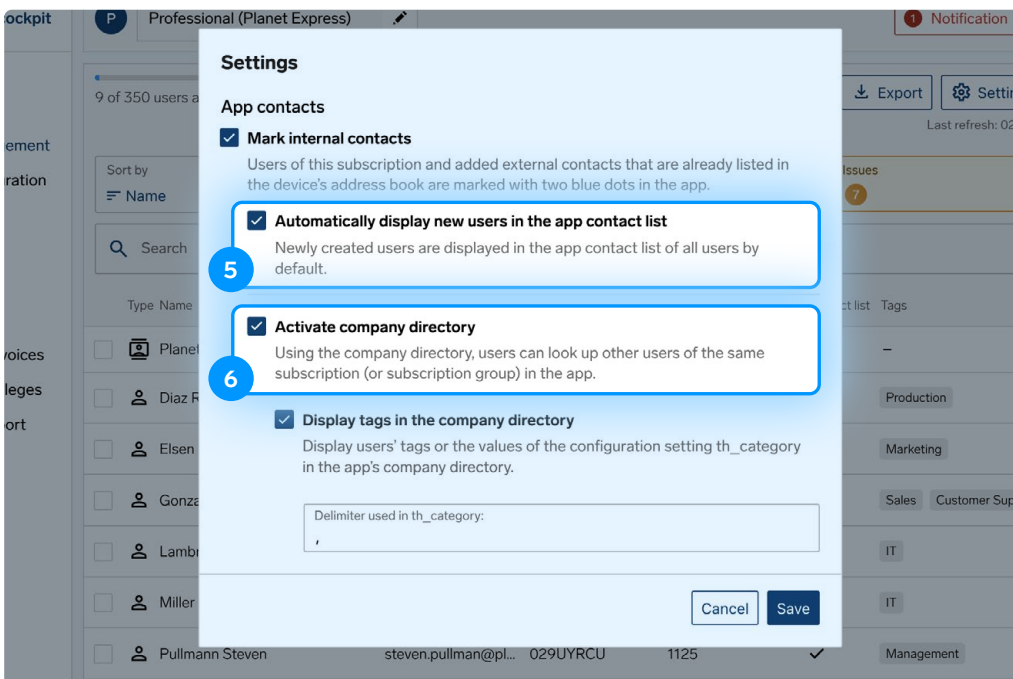 ockpit
P
Professional (Planet Express)
1 Notification
Settings
9 of 350 users a
Export
Settin
Last refresh: 02
App contacts
Mark internal contacts
Users of this subscription and added external contacts that are already listed in
the device's address book are marked with two blue dots in the app.
ement
ration
Sort by
Name
Issues
7
Automatically display new users in the app contact list
Newly created users are displayed in the app contact list of all users by
default.
5
Search
Type Name
ct list Tags
Activate company directory
Using the company directory, users can look up other users of the same
subscription (or subscription group) in the app.
6
Planet
–
voices
leges
ort
Diaz R
Production
Display tags in the company directory
Display users' tags or the values of the configuration setting th_category
in the app's company directory.
Elsen
Marketing
Gonza
Sales Customer Sup
Delimiter used in th_category:
,
Lambr
IT
Miller
IT
Cancel
Save
Pullmann Steven steven.pullman@pl... 029UYRCU 1125 Management